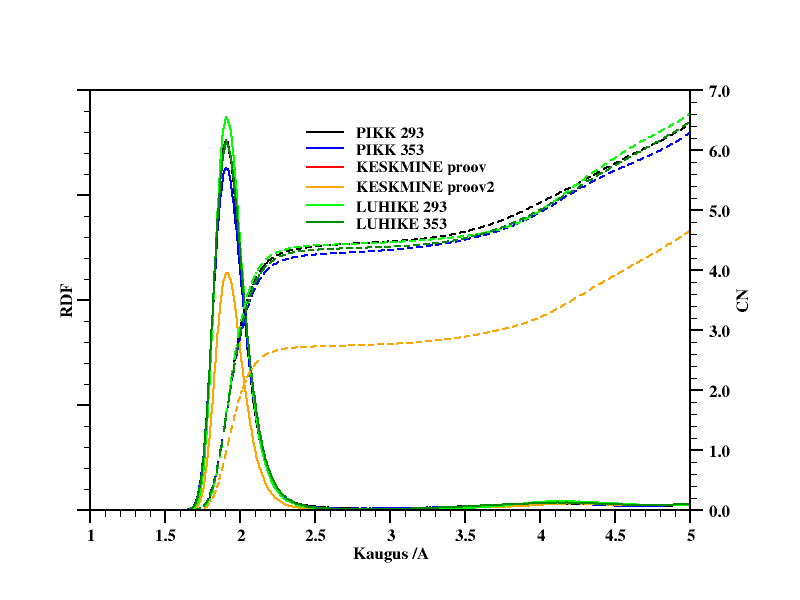 PIKK 293
PIKK 353
KESKMINE proov
KESKMINE proov2
LUHIKE 293
LUHIKE 353
RDF
CN
7.0
6.0
5.0
4.0
3.0
2.0
1.0
0.0
1
1.5
2
2.5
3
3.5
4
4.5
5
Kaugus /A